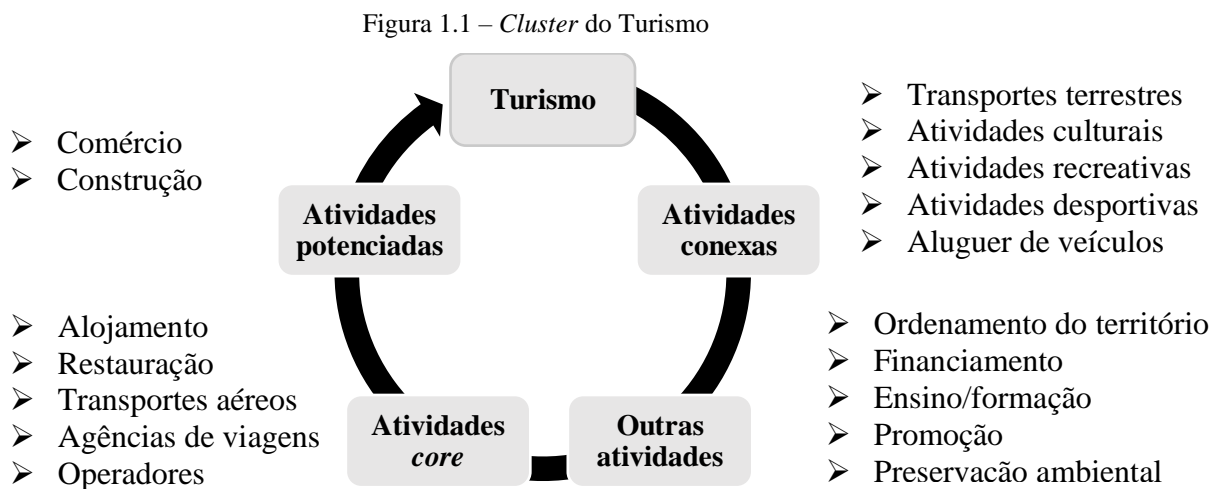 Figura 1.1 – Cluster do Turismo
Turismo
➢ Transportes terrestres
➢ Atividades culturais
➢ Atividades recreativas
➢ Atividades desportivas
➢ Aluguer de veículos
➢ Comércio
➢ Construção
Atividades
potenciadas
Atividades
conexas
➢ Alojamento
➢ Restauração
➢ Transportes aéreos
➢ Agências de viagens
➢ Operadores
Atividades
core
Outras
atividades
➢ Ordenamento do território
➢ Financiamento
➢ Ensino/formação
➢ Promoção
➢ Preservação ambiental